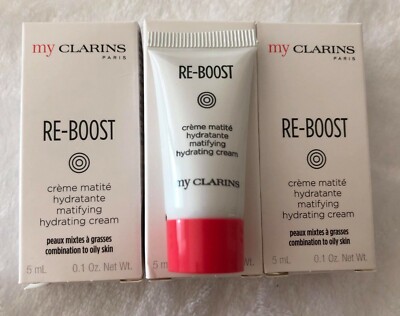 my CLARINS
PARIS
RE-BOOST
crème matité
hydratante
matifying
hydrating cream
peaux mixtes à grasses
combination to oily skin
5 mL 0.1 Oz. Net Wt.
my
RE-BOOST
crème matité
hydratante
matifying
hydrating cream
my CLARINS
5 m
my CLARINS
PARIS
RE-BOOST
crème matité
hydratante
matifying
hydrating cream
peaux mixtes à grasses
combination to oily skin
5 mL 0.1 Oz. Net Wt.